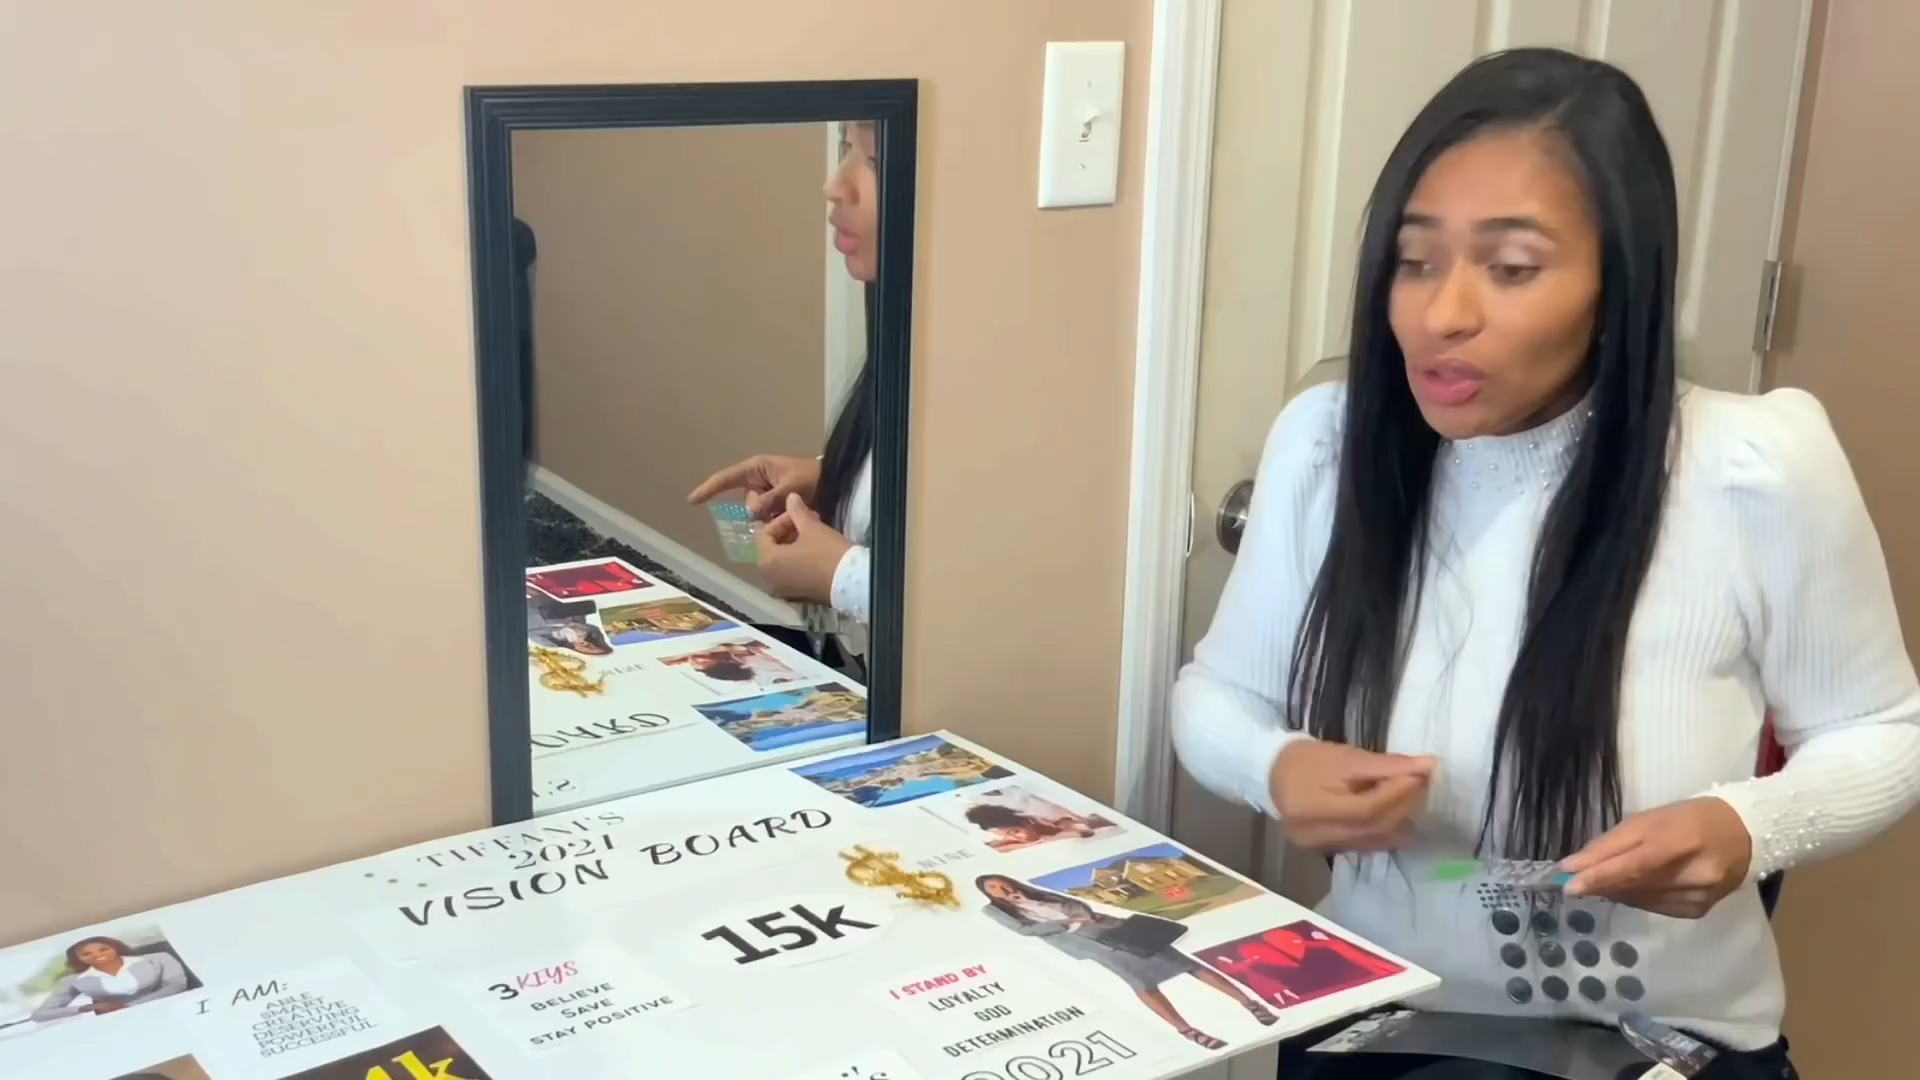 TIFFANI'S
2021
VISION BOARD
MINE
15k
I AM:
ABLE
SMART
CREATIVE
DESERVING
POWERFUL
SUCCESSFUL
3 KEYS
BELIEVE
SAVE
STAY POSITIVE
I STAND BY
LOYALTY
GOD
DETERMINATION
2021